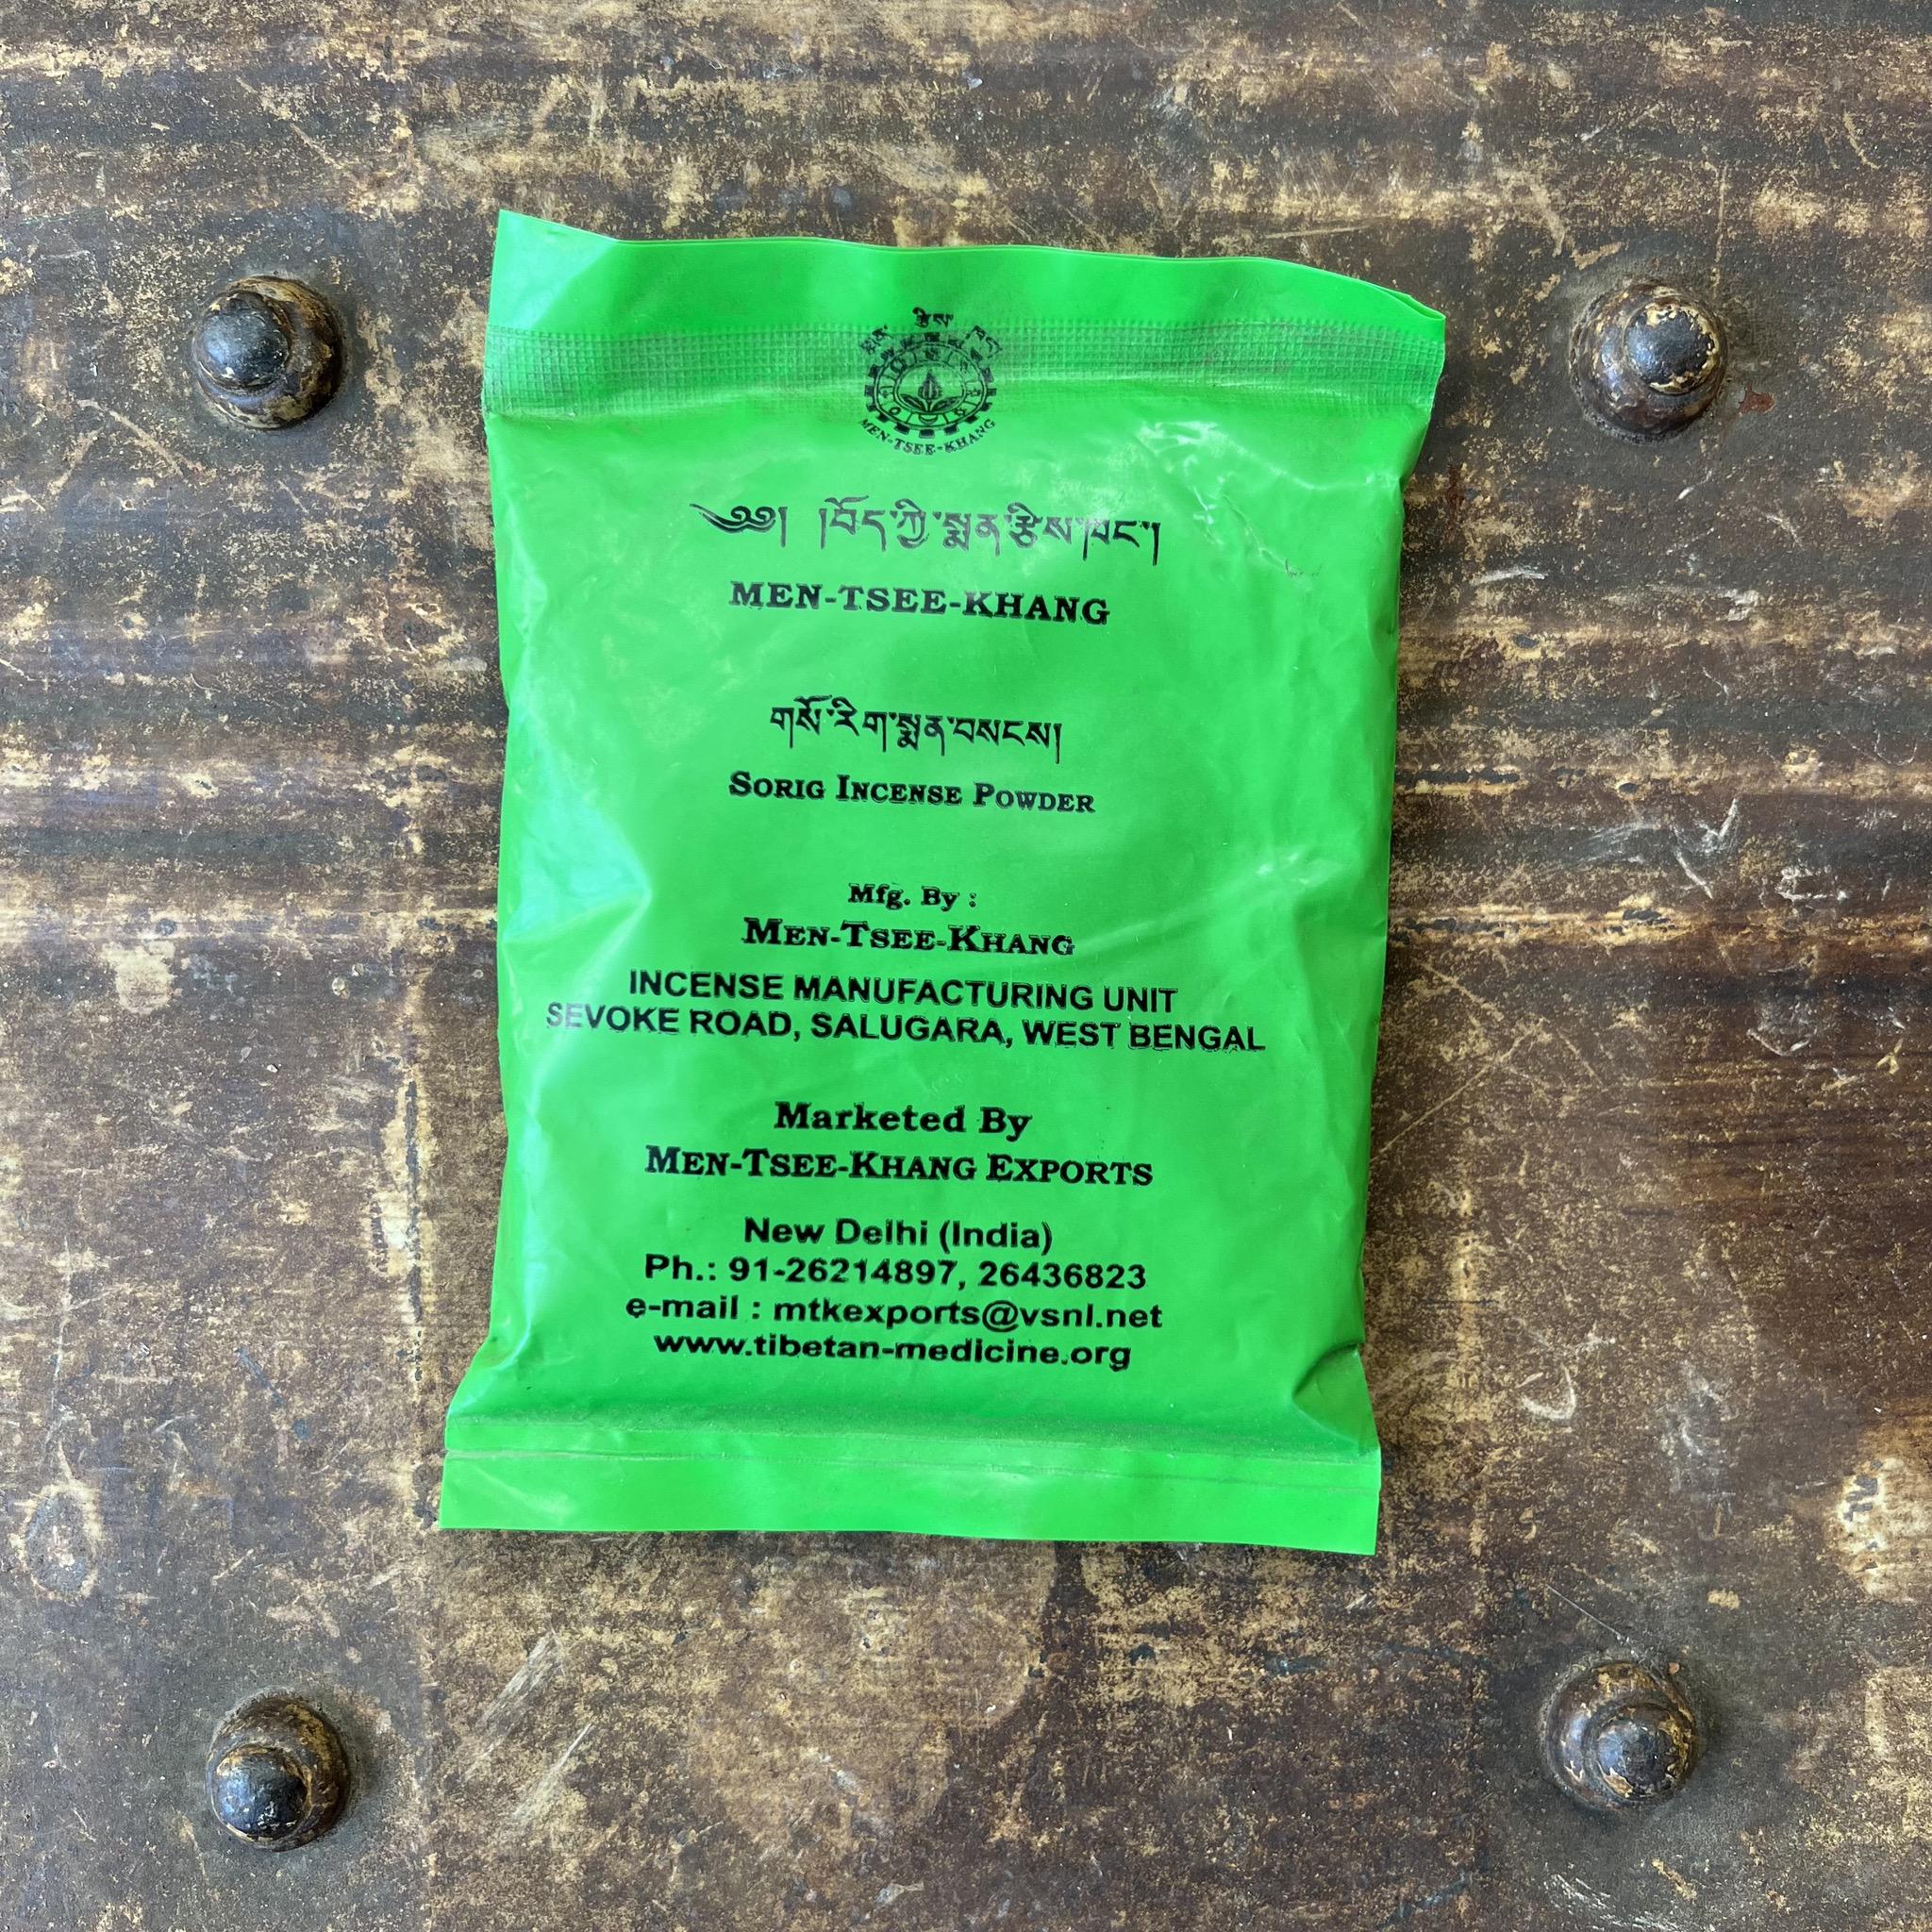 སྨན་ རྩིས་ ཁང་
MEN-TSEE-KHANG
༄༅། །བོད་ཀྱི་སྨན་རྩིས་ཁང་།
MEN-TSEE-KHANG
གསོ་རིག་སྨན་བསངས།
SORIG INCENSE POWDER
Mfg. By :
MEN-TSEE-KHANG
INCENSE MANUFACTURING UNIT
SEVOKE ROAD, SALUGARA, WEST BENGAL
Marketed By
MEN-TSEE-KHANG EXPORTS
New Delhi (India)
Ph.: 91-26214897, 26436823
e-mail : mtkexports@vsnl.net
www.tibetan-medicine.org